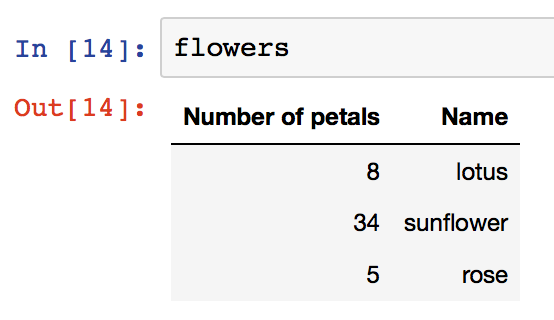 In [14]: flowers
Out[14]:
Number of petals Name
8 lotus
34 sunflower
5 rose